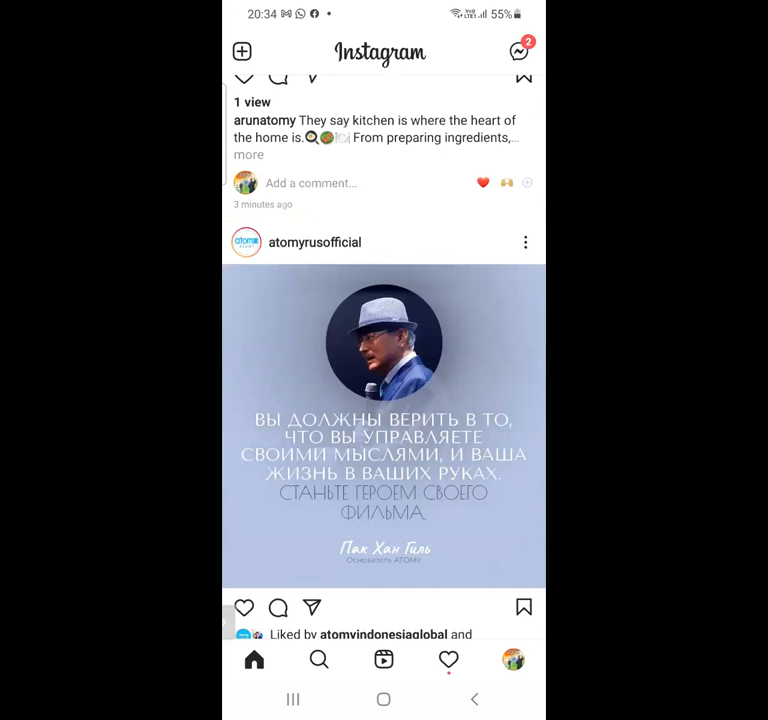 20:34
55%
Instagram
2
1 view
arunatomy They say kitchen is where the heart of
the home is. From preparing ingredients,...
more
Add a comment...
3 minutes ago
atomyrusofficial
ВЫ ДОЛЖНЫ ВЕРИТЬ В ТО,
ЧТО ВЫ УПРАВЛЯЕТЕ
СВОИМИ МЫСЛЯМИ, И ВАША
ЖИЗНЬ В ВАШИХ РУКАХ.
СТАНЬТЕ ГЕРОЕМ СВОЕГО
ФИЛЬМА.
Пак Хан Гиль
Основатель ATOMY
Liked by atomyindonesiaglobal and